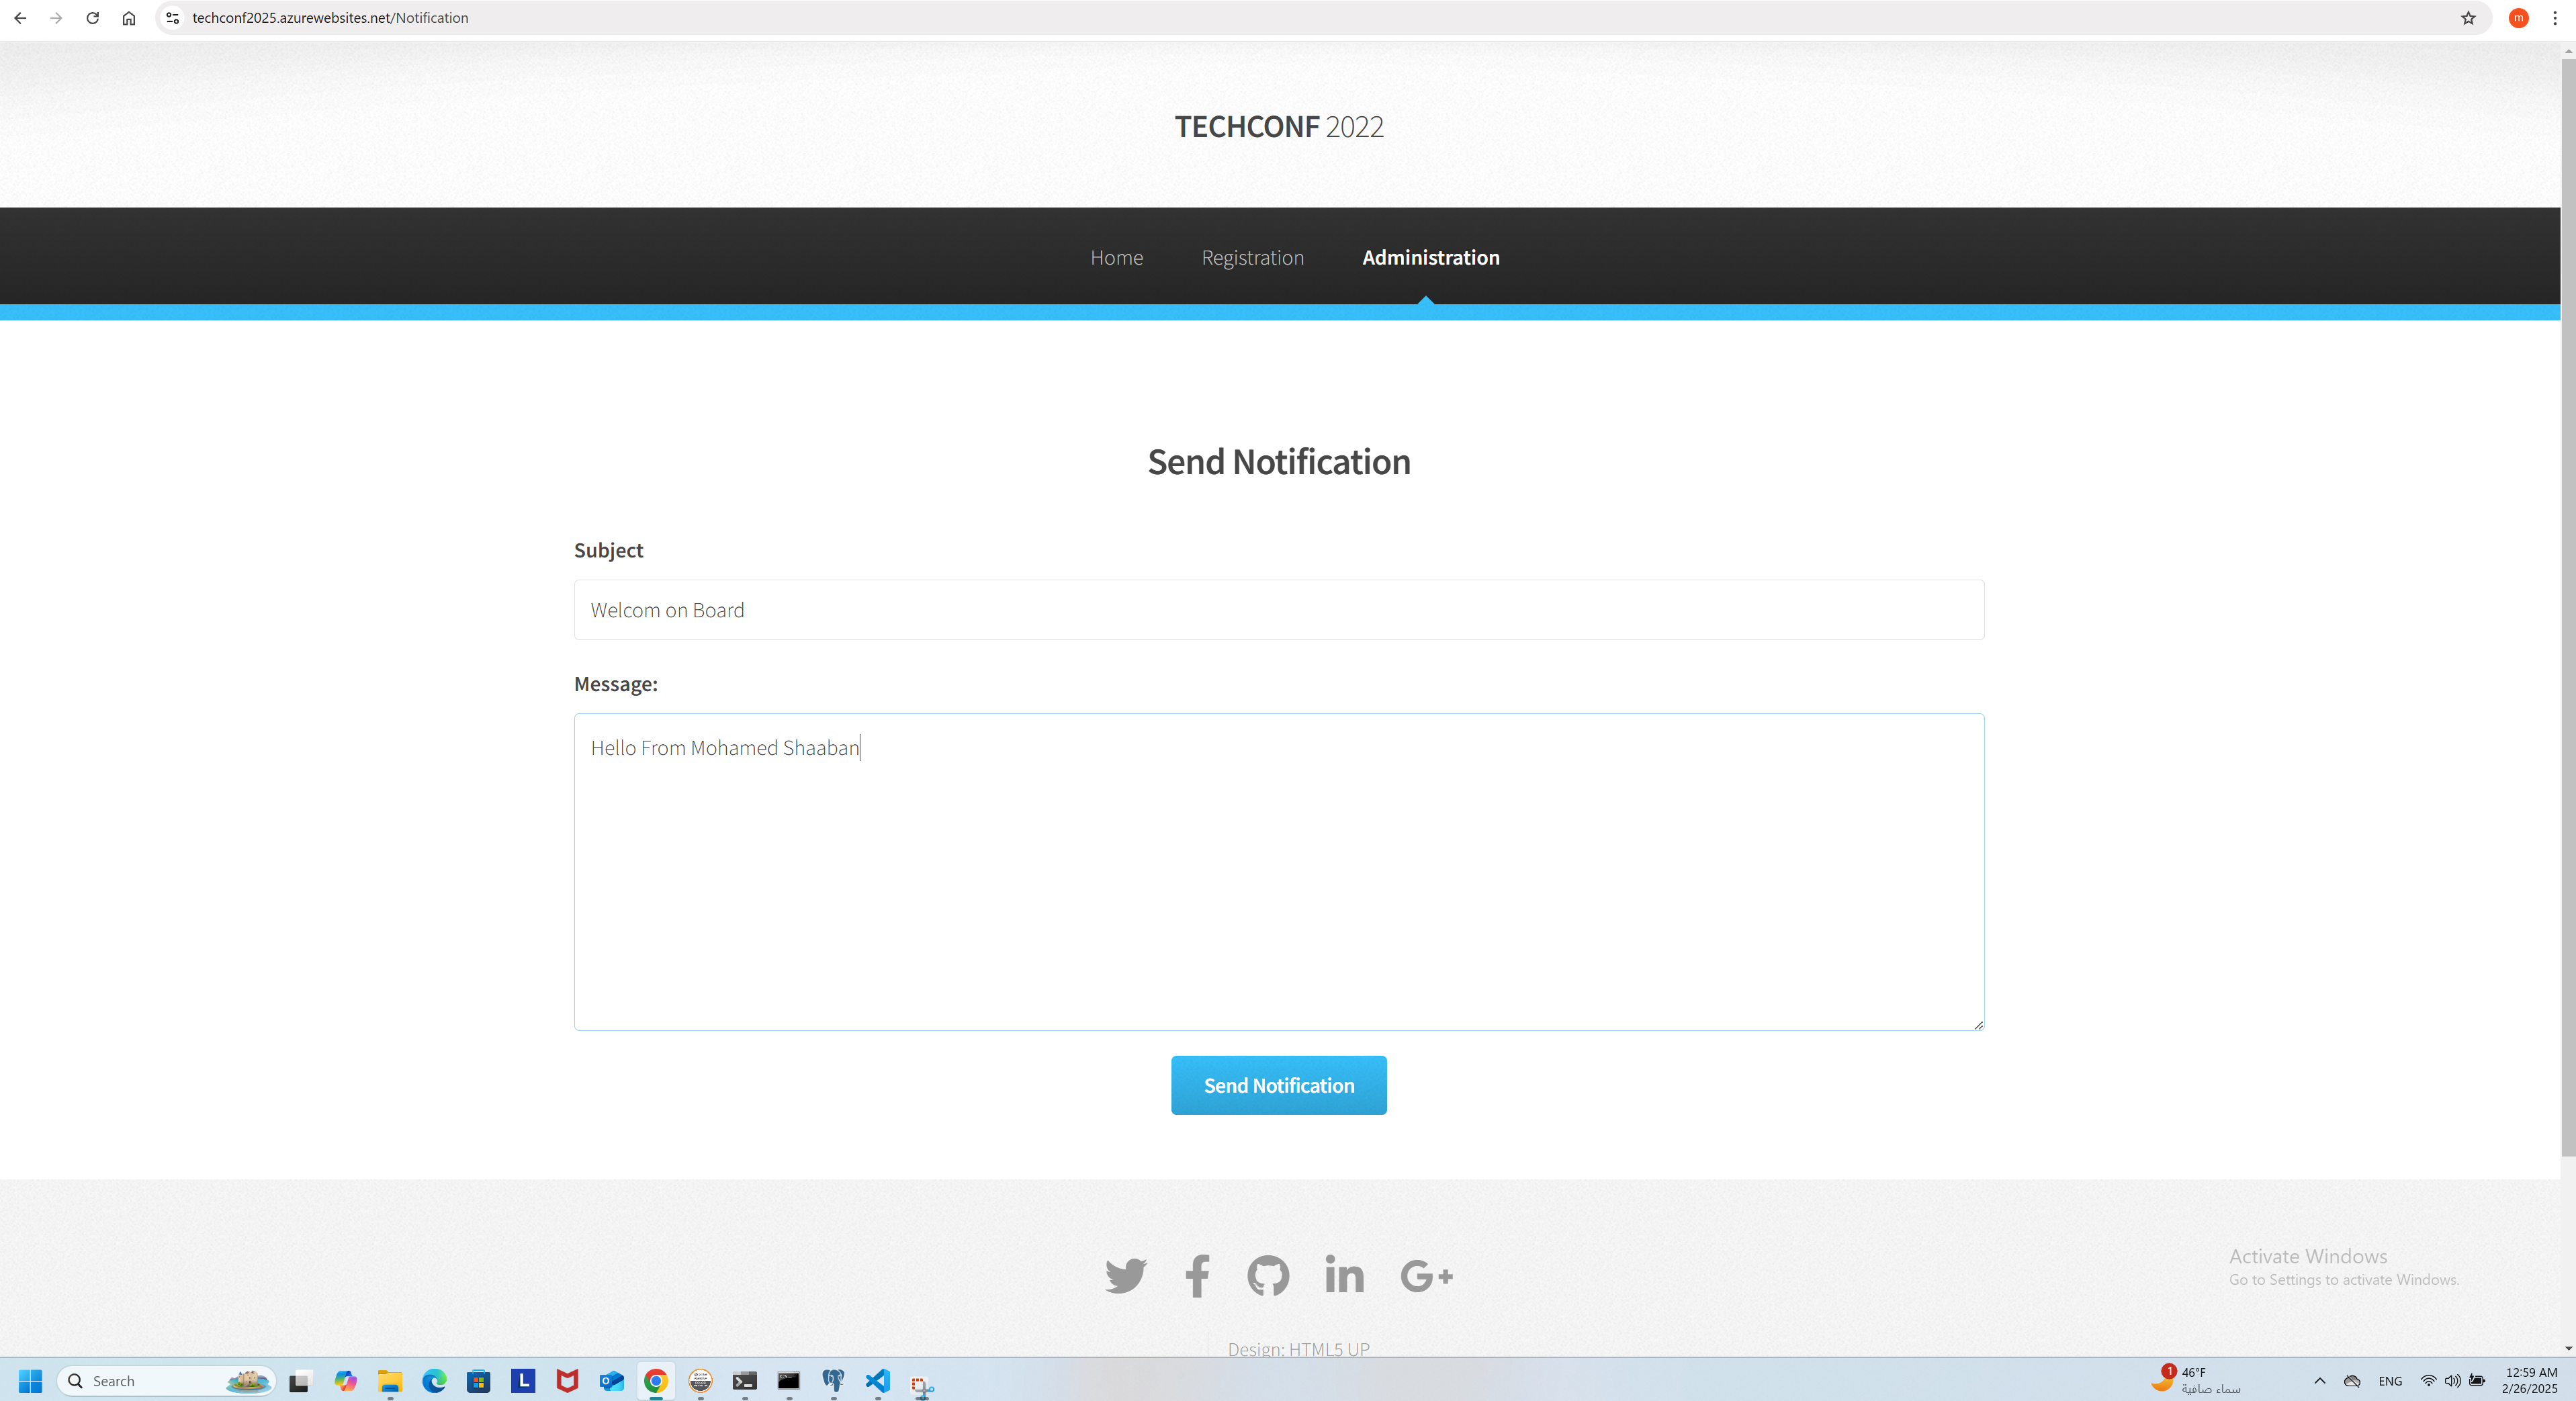 techconf2025.azurewebsites.net/Notification
m
TECHCONF 2022
Home Registration Administration
Send Notification
Subject
Welcom on Board
Message:
Hello From Mohamed Shaaban
Send Notification
Activate Windows
Go to Settings to activate Windows.
Design: HTML5 UP
Search
L
1
46°F
سماء صافية
ENG
12:59 AM
2/26/2025